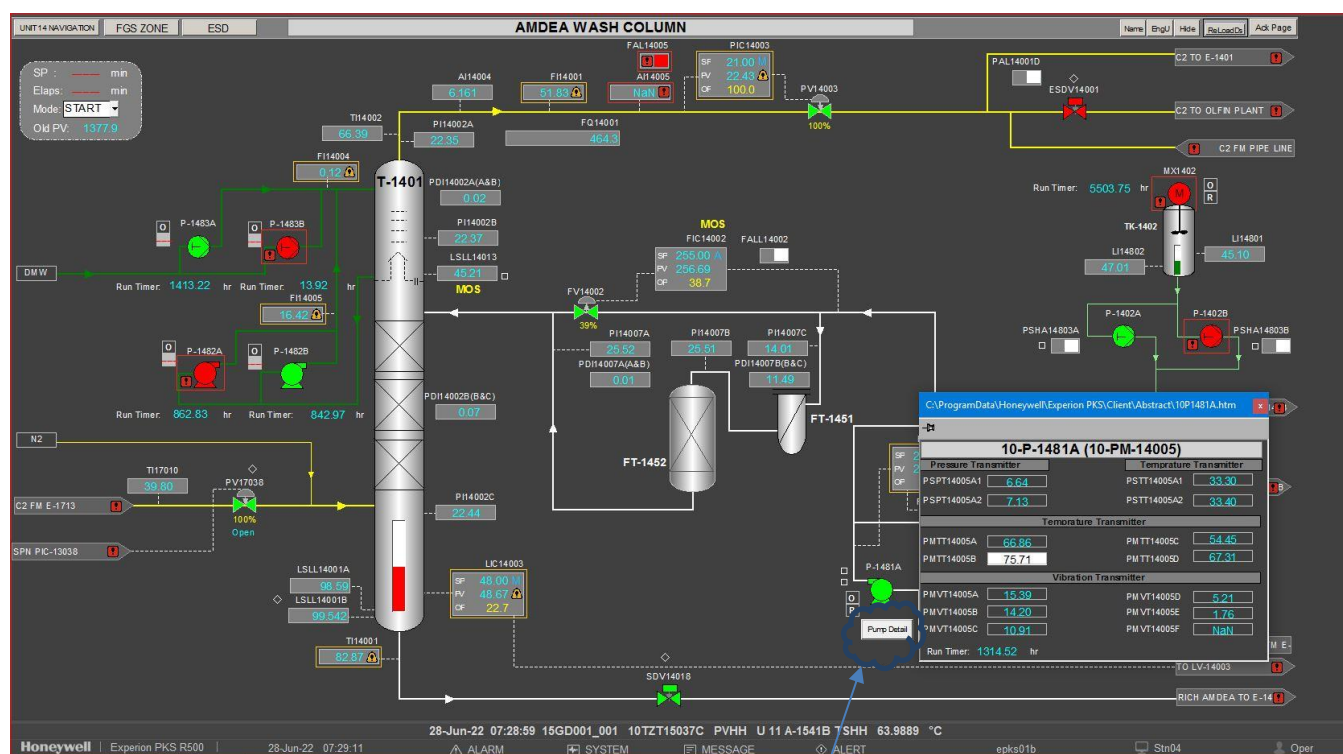 UNIT14 NAVIGATION FGS ZONE ESD AMDEA WASH COLUMN Name EngU Hide ReLoadDs Ack Page
SP : min
Elaps: min
Mode: START
Old PV: 1377.9
AI14004
6.161
FI14001
51.83
FAL14005
AI14005
NaN
PIC14003
SP 21.00 M
PV 22.43
OP 100.0
PV14003
100%
FQ14001
464.3
PAL14001D
ESDV14001
C2 TO E-1401
C2 TO OLFIN PLANT
C2 FM PIPE LINE
TI14002
66.39
PI14002A
22.35
FI14004
0.12
T-1401
PDI14002A(A&B)
0.02
PI14002B
22.37
LSLL14013
45.21
MOS
P-1483A
O
P-1483B
O
DMW
Run Timer: 1413.22 hr Run Timer: 13.92 hr
FI14005
16.42
P-1482A
O
P-1482B
O
Run Timer: 862.83 hr Run Timer: 842.97 hr
PDI14002B(B&C)
0.07
MOS
FIC14002
SP 255.00 A
PV 256.69
OP 38.7
FALL14002
FV14002
39%
PI14007A
25.52
PDI14007A(A&B)
0.01
PI14007B
25.51
PI14007C
14.01
PDI14007B(B&C)
11.49
FT-1451
FT-1452
Run Timer: 5503.75 hr
MX1402
M
O
R
TK-1402
LI14802
47.01
LI14801
45.10
P-1402A
P-1402B
PSHA14803A
PSHA14803B
N2
TI17010
39.80
PV17038
100%
Open
C2 FM E-1713
SPN PIC-13038
PI14002C
22.44
LSLL14001A
98.59
LSLL14001B
99.542
LIC14003
SP 48.00 M
PV 48.67
OP 22.7
TI14001
82.87
SDV14018
P-1481A
O
R
Pump Detail
C:\ProgramData\Honeywell\Experion PKS\Client\Abstract\10P1481A.htm x
10-P-1481A (10-PM-14005)
Pressure Transmitter Temprature Transmitter
PSPT14005A1 6.64 PSTT14005A1 33.30
PSPT14005A2 7.13 PSTT14005A2 33.40
Temprature Transmitter
PMTT14005A 66.86 PMTT14005C 54.45
PMTT14005B 75.71 PMTT14005D 67.31
Vibration Transmitter
PMVT14005A 15.39 PMVT14005D 5.21
PMVT14005B 14.20 PMVT14005E 1.76
PMVT14005C 10.91 PMVT14005F NaN
Run Timer: 1314.52 hr
SP
PV
OP
M E-
TO LV-14003
RICH AMDEA TO E-14
28-Jun-22 07:28:59 15GD001_001 10TZT15037C PVHH U 11 A-1541B TSHH 63.9889 °C
Honeywell Experion PKS R500 28-Jun-22 07:29:11 ALARM SYSTEM MESSAGE ALERT epks01b Stn04 Oper